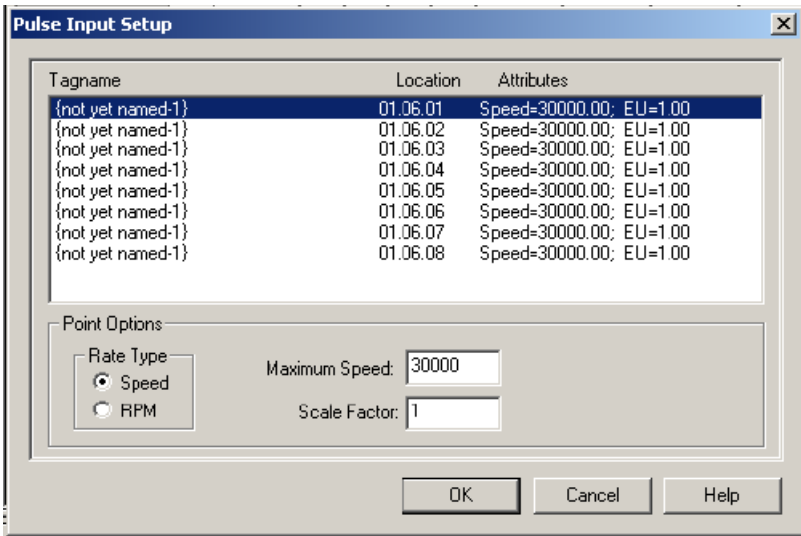 Pulse Input Setup
Tagname Location Attributes
{not yet named-1} 01.06.01 Speed=30000.00; EU=1.00
{not yet named-1} 01.06.02 Speed=30000.00; EU=1.00
{not yet named-1} 01.06.03 Speed=30000.00; EU=1.00
{not yet named-1} 01.06.04 Speed=30000.00; EU=1.00
{not yet named-1} 01.06.05 Speed=30000.00; EU=1.00
{not yet named-1} 01.06.06 Speed=30000.00; EU=1.00
{not yet named-1} 01.06.07 Speed=30000.00; EU=1.00
{not yet named-1} 01.06.08 Speed=30000.00; EU=1.00
Point Options
Rate Type
Speed
RPM
Maximum Speed: 30000
Scale Factor: 1
OK Cancel Help